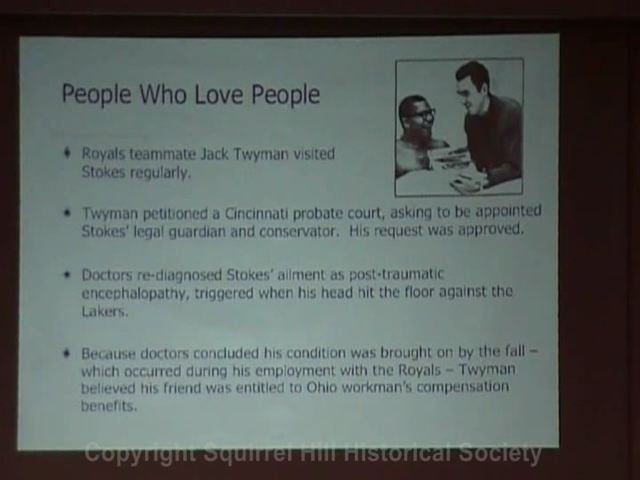 People Who Love People
Royals teammate Jack Twyman visited
Stokes regularly.
Twyman petitioned a Cincinnati probate court, asking to be appointed
Stokes' legal guardian and conservator. His request was approved.
Doctors re-diagnosed Stokes' ailment as post-traumatic
encephalopathy, triggered when his head hit the floor against the
Lakers.
Because doctors concluded his condition was brought on by the fall –
which occurred during his employment with the Royals – Twyman
believed his friend was entitled to Ohio workman's compensation
benefits.
Copyright Squirrel Hill Historical Society